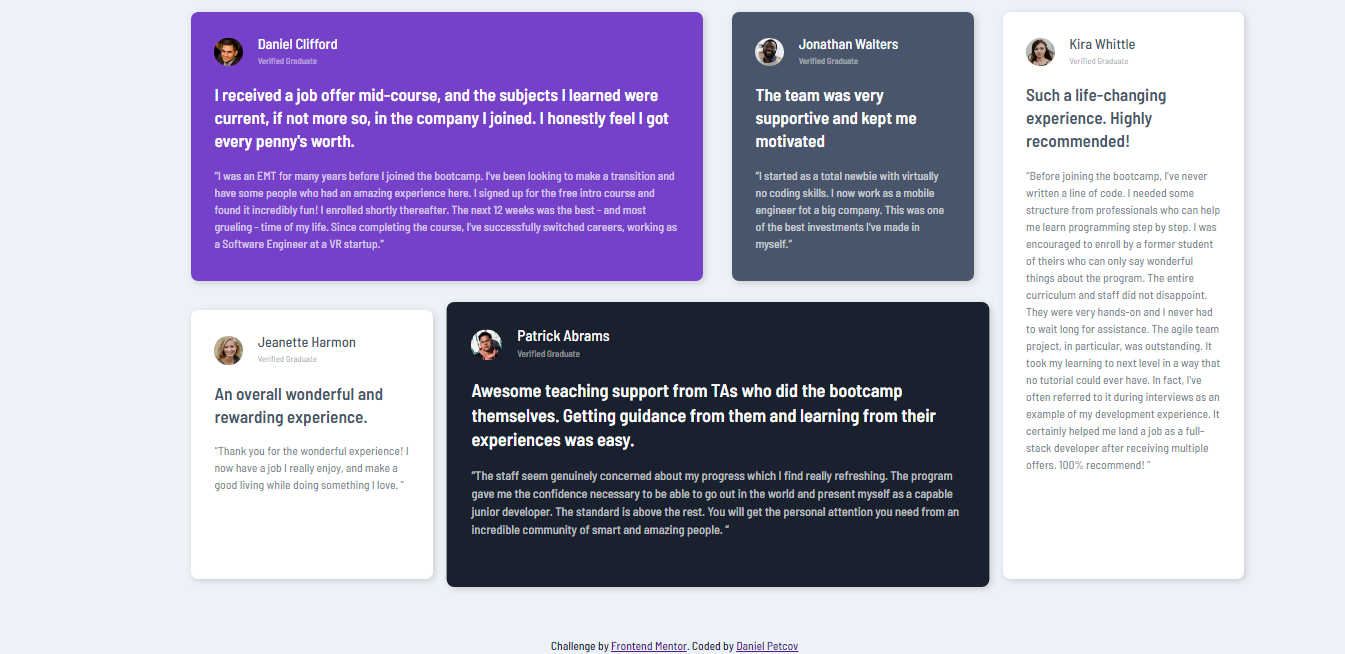 Daniel Clifford
Verified Graduate
I received a job offer mid-course, and the subjects I learned were
current, if not more so, in the company I joined. I honestly feel I got
every penny's worth.
“I was an EMT for many years before I joined the bootcamp. I've been looking to make a transition and
have some people who had an amazing experience here. I signed up for the free intro course and
found it incredibly fun! I enrolled shortly thereafter. The next 12 weeks was the best - and most
grueling - time of my life. Since completing the course, I've successfully switched careers, working as
a Software Engineer at a VR startup.”
Jonathan Walters
Verified Graduate
The team was very
supportive and kept me
motivated
“I started as a total newbie with virtually
no coding skills. I now work as a mobile
engineer fot a big company. This was one
of the best investments I've made in
myself.”
Kira Whittle
Verified Graduate
Such a life-changing
experience. Highly
recommended!
“Before joining the bootcamp, I've never
written a line of code. I needed some
structure from professionals who can help
me learn programming step by step. I was
encouraged to enroll by a former student
of theirs who can only say wonderful
things about the program. The entire
curriculum and staff did not disappoint.
They were very hands-on and I never had
to wait long for assistance. The agile team
project, in particular, was outstanding. It
took my learning to next level in a way that
no tutorial could ever have. In fact, I've
often referred to it during interviews as an
example of my development experience. It
certainly helped me land a job as a full-
stack developer after receiving multiple
offers. 100% recommend! ”
Jeanette Harmon
Verified Graduate
An overall wonderful and
rewarding experience.
“Thank you for the wonderful experience! I
now have a job I really enjoy, and make a
good living while doing something I love. ”
Patrick Abrams
Verified Graduate
Awesome teaching support from TAs who did the bootcamp
themselves. Getting guidance from them and learning from their
experiences was easy.
“The staff seem genuinely concerned about my progress which I find really refreshing. The program
gave me the confidence necessary to be able to go out in the world and present myself as a capable
junior developer. The standard is above the rest. You will get the personal attention you need from an
incredible community of smart and amazing people. ”
Challenge by Frontend Mentor. Coded by Daniel Petcov